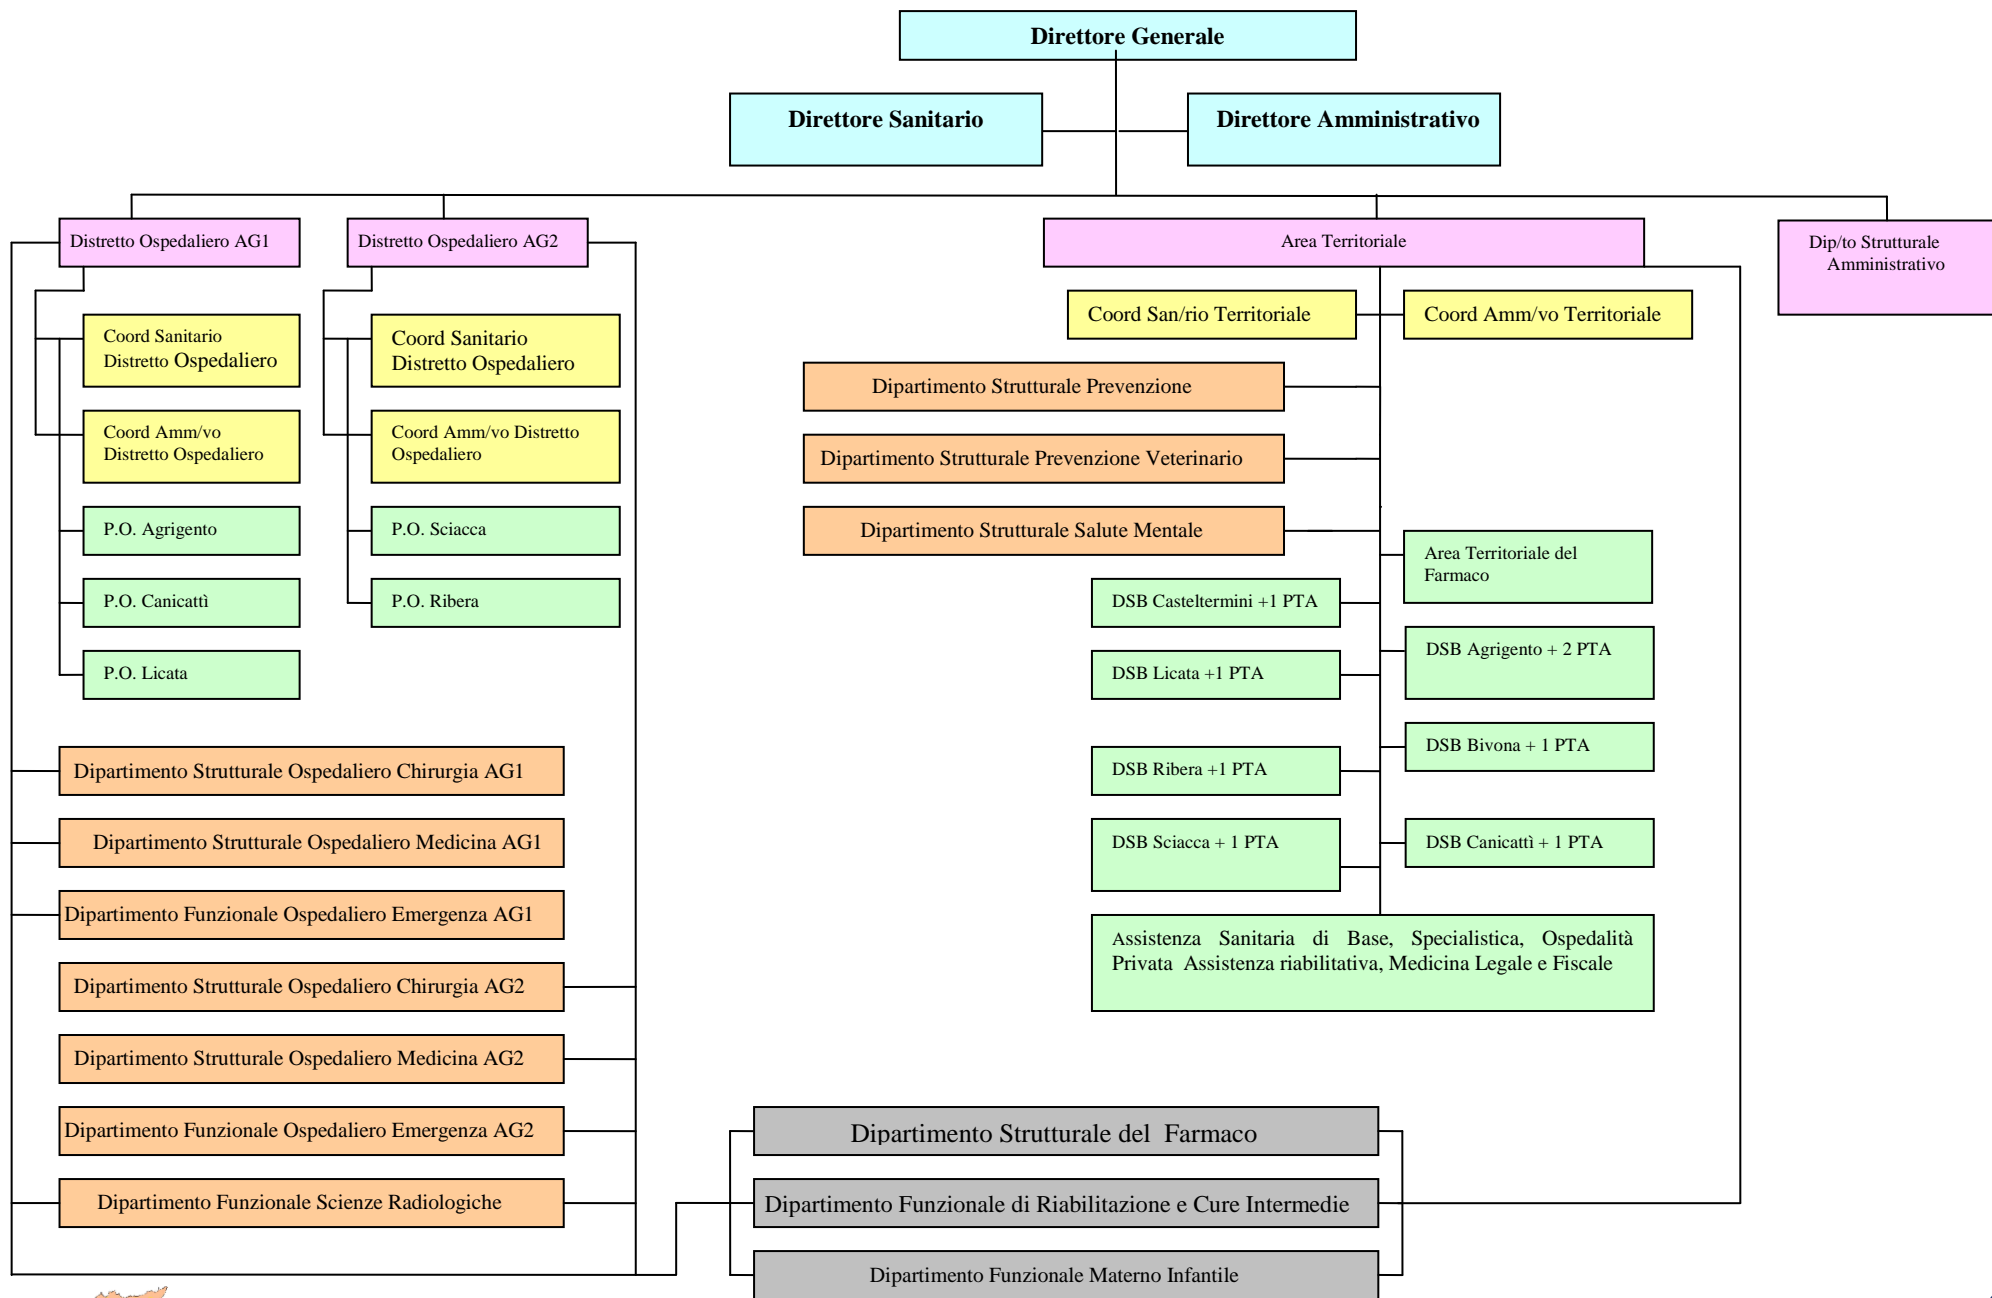 Direttore Generale
Direttore Sanitario
Direttore Amministrativo
Distretto Ospedaliero AG1
Distretto Ospedaliero AG2
Area Territoriale
Dip/to Strutturale
Amministrativo
Coord Sanitario
Distretto Ospedaliero
Coord Amm/vo
Distretto Ospedaliero
P.O. Agrigento
P.O. Canicattì
P.O. Licata
Coord Sanitario
Distretto Ospedaliero
Coord Amm/vo Distretto
Ospedaliero
P.O. Sciacca
P.O. Ribera
Coord San/rio Territoriale
Coord Amm/vo Territoriale
Dipartimento Strutturale Prevenzione
Dipartimento Strutturale Prevenzione Veterinario
Dipartimento Strutturale Salute Mentale
Area Territoriale del
Farmaco
DSB Casteltermini +1 PTA
DSB Agrigento + 2 PTA
DSB Licata +1 PTA
DSB Bivona + 1 PTA
DSB Ribera +1 PTA
DSB Sciacca + 1 PTA
DSB Canicattì + 1 PTA
Assistenza Sanitaria di Base, Specialistica, Ospedalità
Privata Assistenza riabilitativa, Medicina Legale e Fiscale
Dipartimento Strutturale Ospedaliero Chirurgia AG1
Dipartimento Strutturale Ospedaliero Medicina AG1
Dipartimento Funzionale Ospedaliero Emergenza AG1
Dipartimento Strutturale Ospedaliero Chirurgia AG2
Dipartimento Strutturale Ospedaliero Medicina AG2
Dipartimento Funzionale Ospedaliero Emergenza AG2
Dipartimento Funzionale Scienze Radiologiche
Dipartimento Strutturale del Farmaco
Dipartimento Funzionale di Riabilitazione e Cure Intermedie
Dipartimento Funzionale Materno Infantile